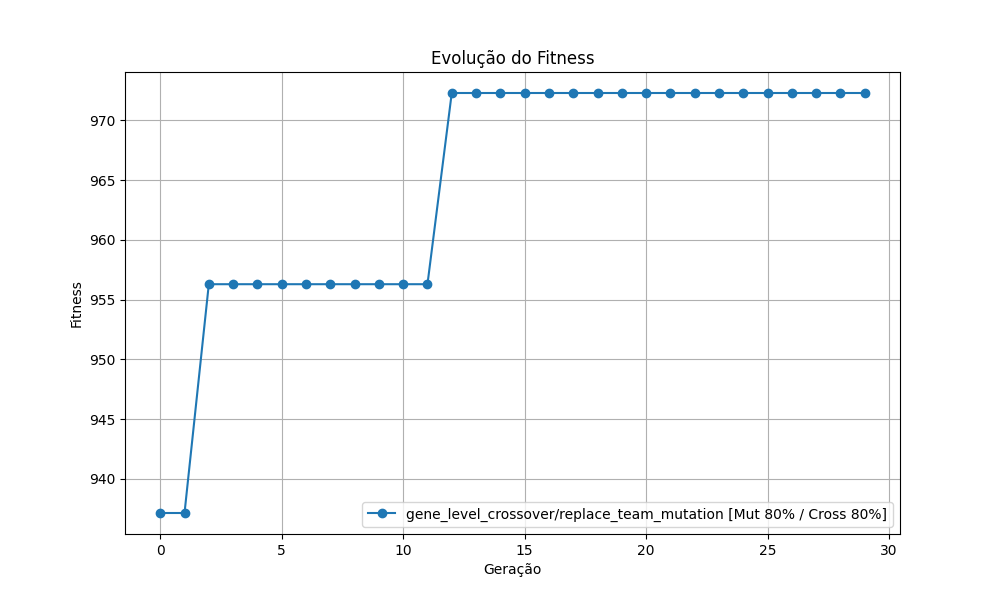 Evolução do Fitness
Fitness
970
965
960
955
950
945
940
gene_level_crossover/replace_team_mutation [Mut 80% / Cross 80%]
0 5 10 15 20 25 30
Geração